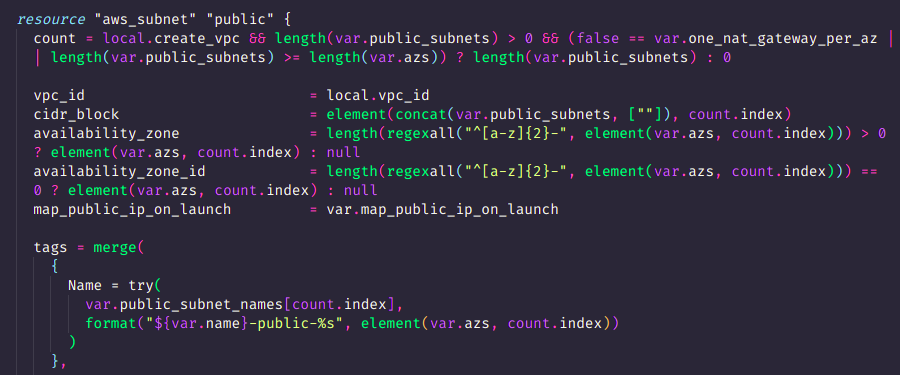 resource "aws_subnet" "public" {
  count = local.create_vpc && length(var.public_subnets) > 0 && (false == var.one_nat_gateway_per_az |
  | length(var.public_subnets) >= length(var.azs)) ? length(var.public_subnets) : 0

  vpc_id                          = local.vpc_id
  cidr_block                      = element(concat(var.public_subnets, [""]), count.index)
  availability_zone               = length(regexall("^[a-z]{2}-", element(var.azs, count.index))) > 0
  ? element(var.azs, count.index) : null
  availability_zone_id            = length(regexall("^[a-z]{2}-", element(var.azs, count.index))) ==
  0 ? element(var.azs, count.index) : null
  map_public_ip_on_launch         = var.map_public_ip_on_launch

  tags = merge(
    {
      Name = try(
        var.public_subnet_names[count.index],
        format("${var.name}-public-%s", element(var.azs, count.index))
      )
    },